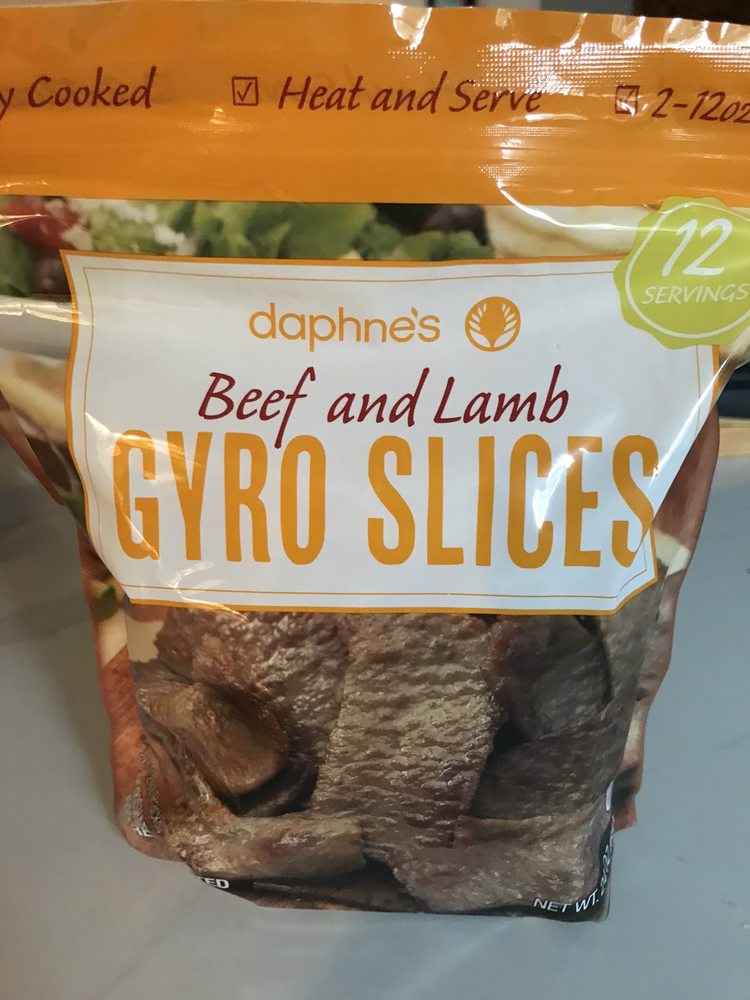 y Cooked ☑ Heat and Serve ☑ 2-12oz
12
SERVINGS
daphne's
Beef and Lamb
GYRO SLICES
ED
NET WT.